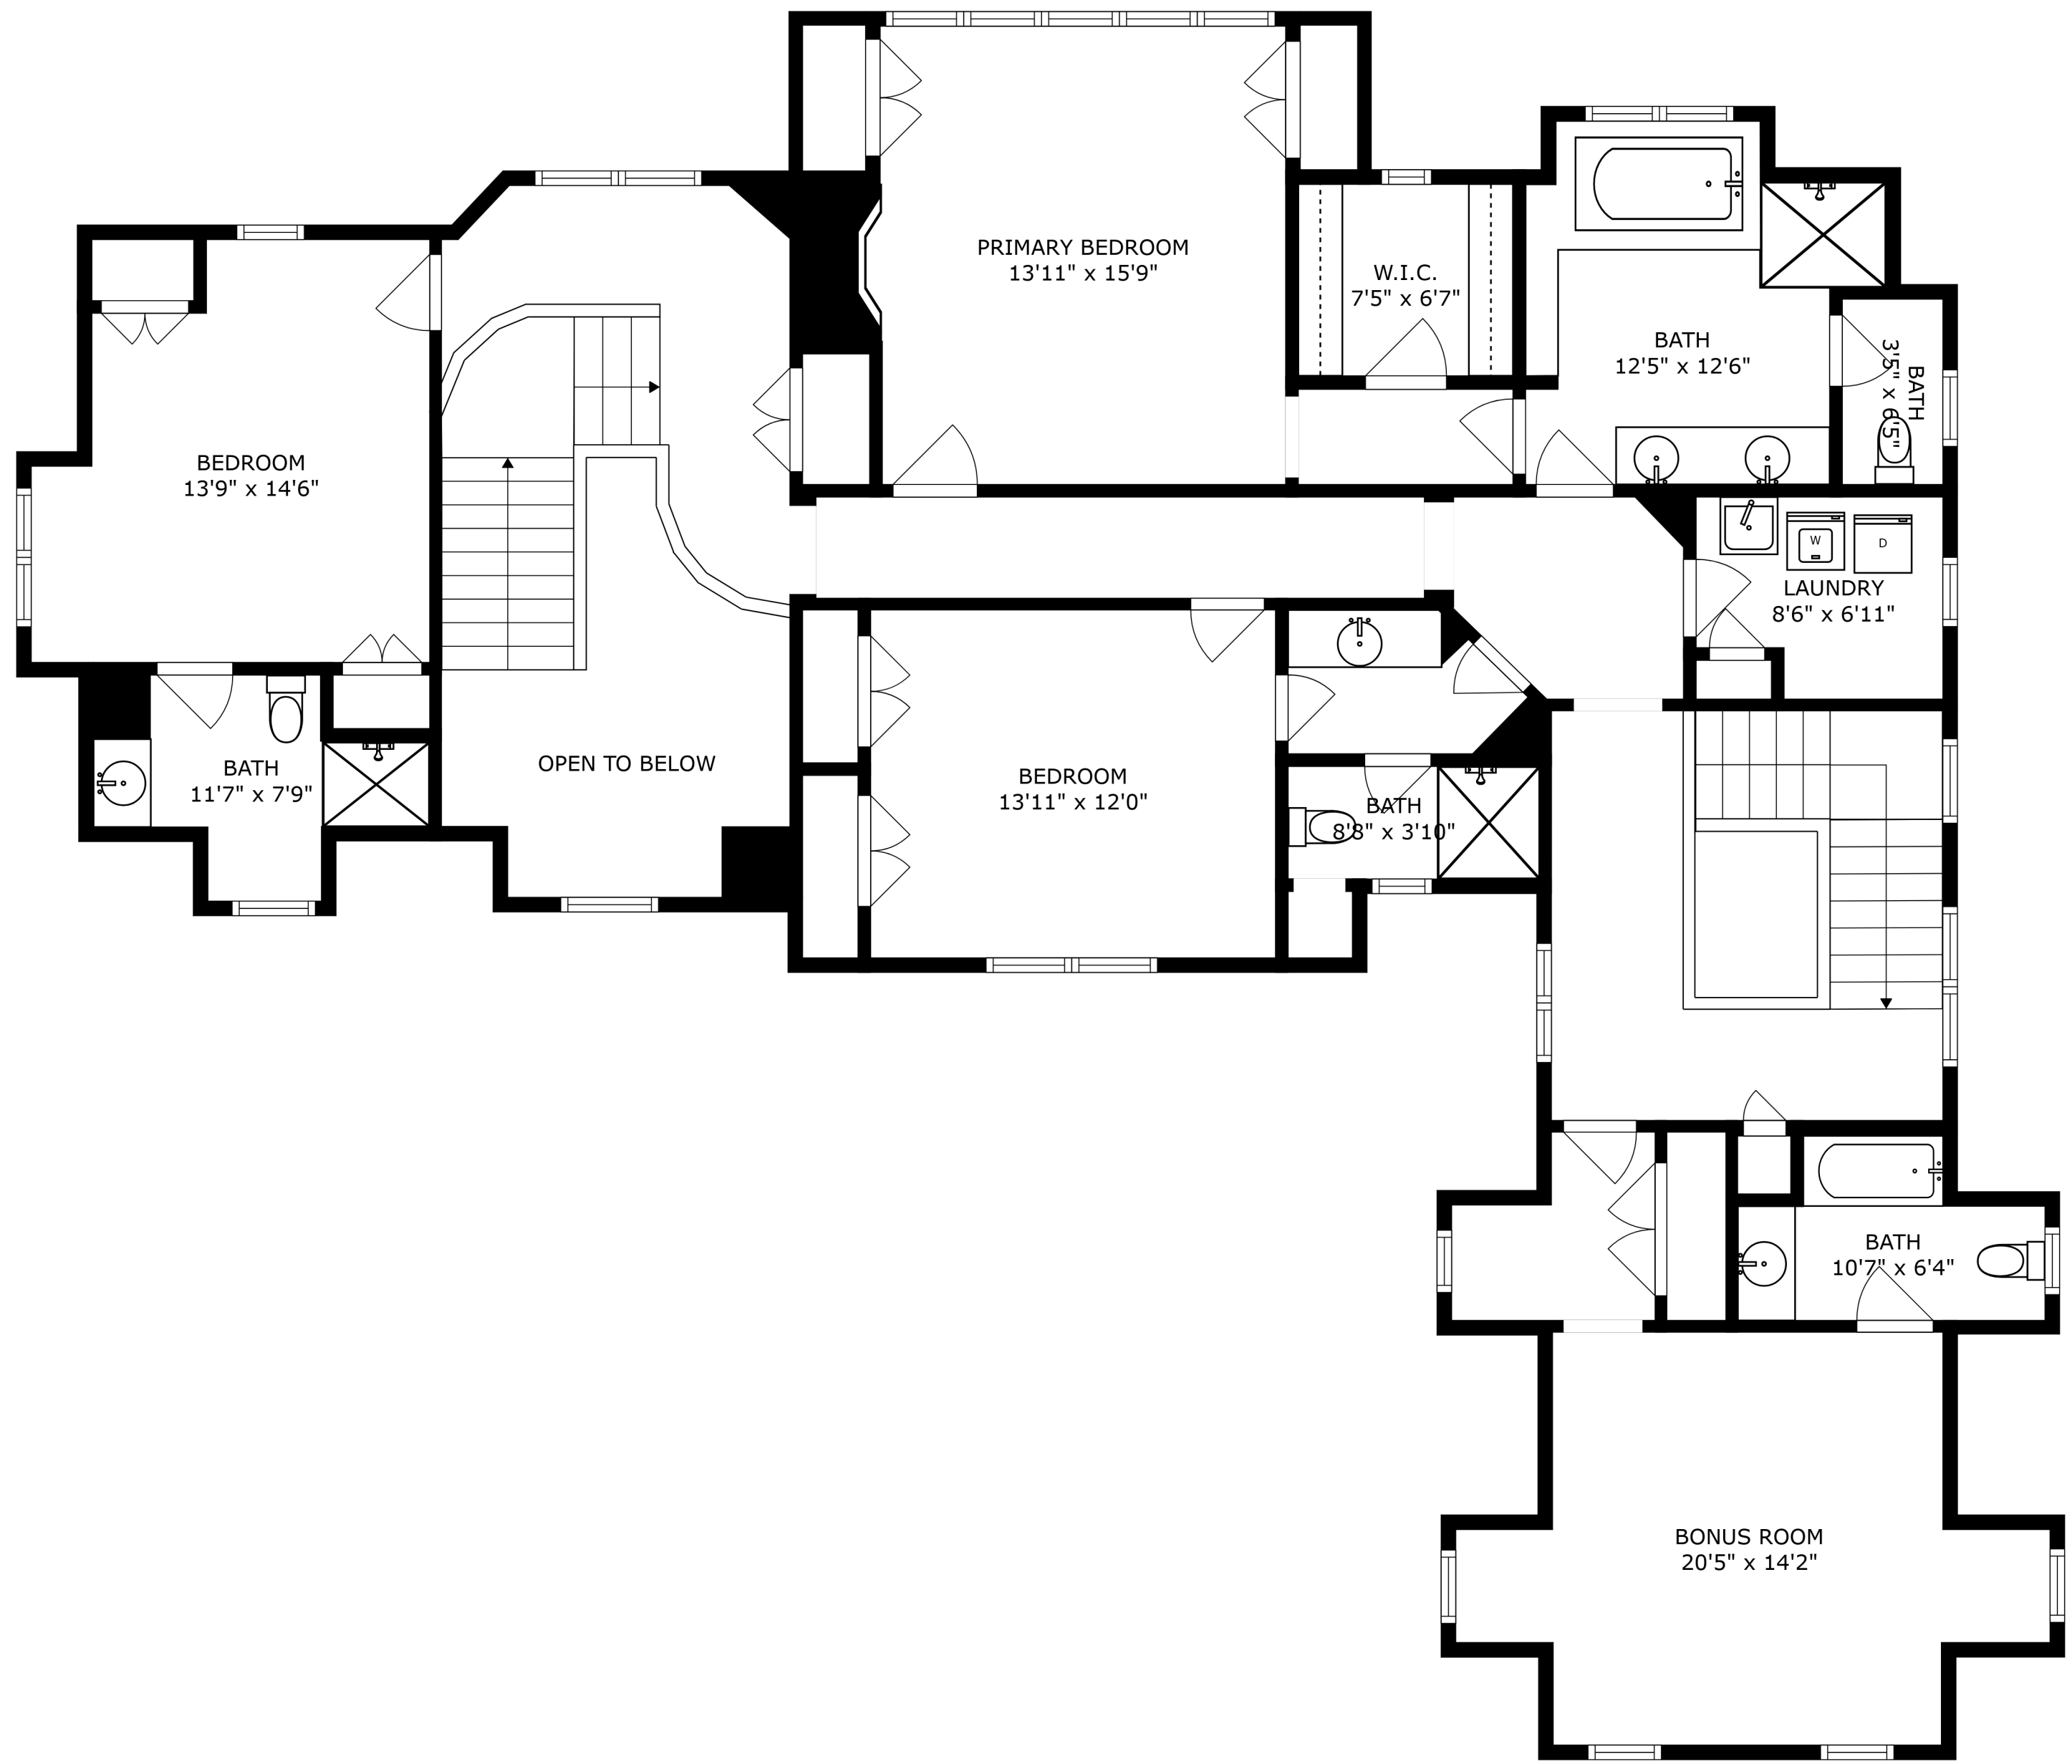 PRIMARY BEDROOM
13'11" x 15'9"
W.I.C.
7'5" x 6'7"
BATH
12'5" x 12'6"
BATH
3'5" x 6'5"
BEDROOM
13'9" x 14'6"
W
D
LAUNDRY
8'6" x 6'11"
BATH
11'7" x 7'9"
OPEN TO BELOW
BEDROOM
13'11" x 12'0"
BATH
8'8" x 3'10"
BATH
10'7" x 6'4"
BONUS ROOM
20'5" x 14'2"